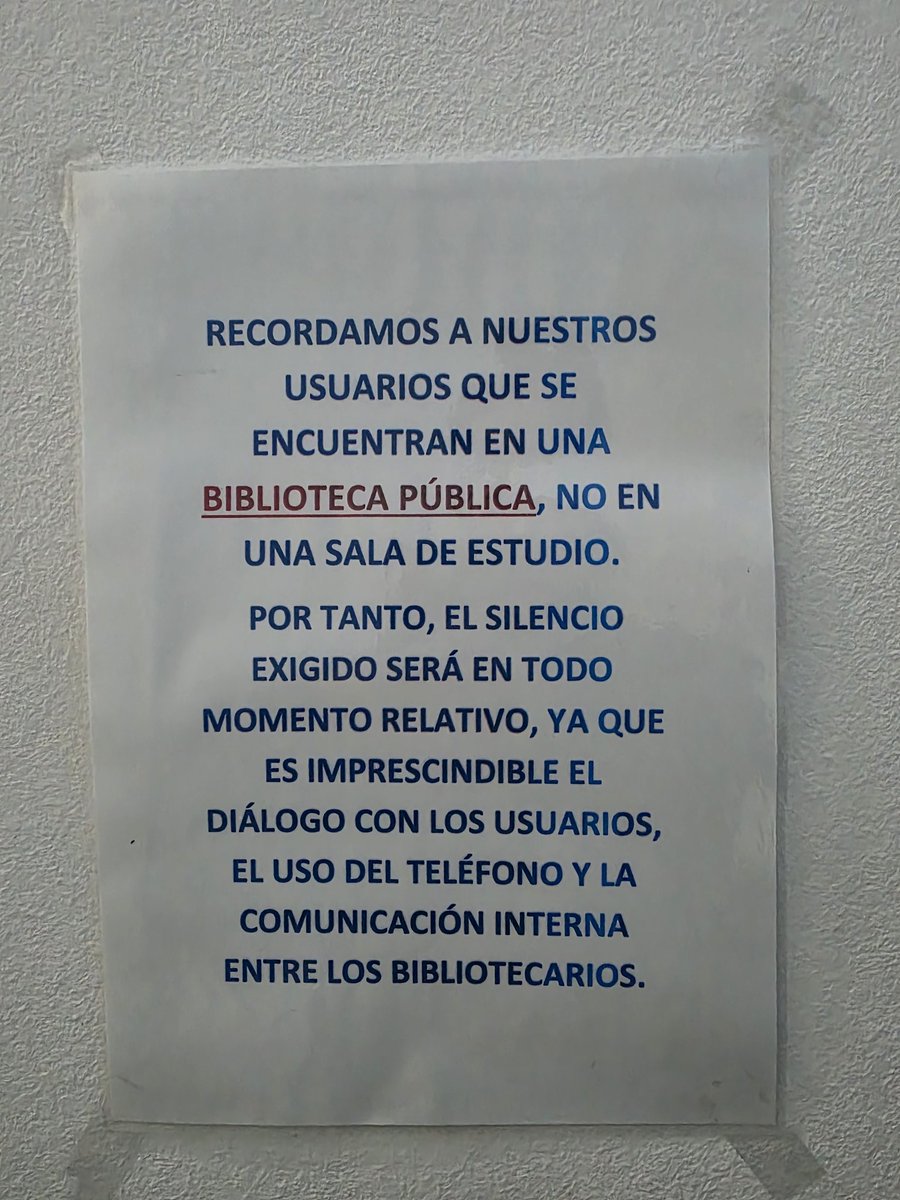 RECORDAMOS A NUESTROS
USUARIOS QUE SE
ENCUENTRAN EN UNA
BIBLIOTECA PÚBLICA, NO EN
UNA SALA DE ESTUDIO.
POR TANTO, EL SILENCIO
EXIGIDO SERÁ EN TODO
MOMENTO RELATIVO, YA QUE
ES IMPRESCINDIBLE EL
DIÁLOGO CON LOS USUARIOS,
EL USO DEL TELÉFONO Y LA
COMUNICACIÓN INTERNA
ENTRE LOS BIBLIOTECARIOS.